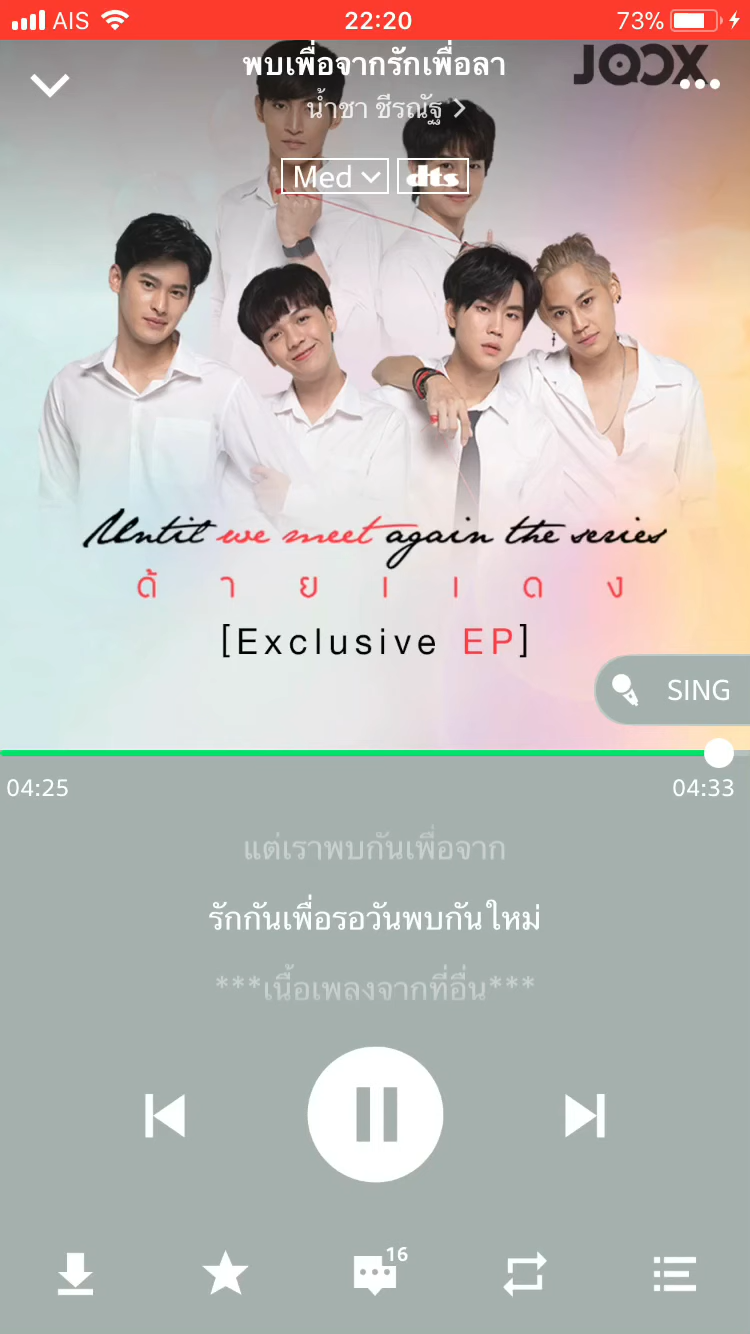 AIS 22:20 73%
พบเพื่อจากรักเพื่อลา
JOOX
น้ำชา ชีรณัฐ
Med dts
Until we meet again the series
ด้ายแดง
[Exclusive EP]
SING
04:25 04:33
แต่เราพบกันเพื่อจาก
รักกันเพื่อรอวันพบกันใหม่
***เนื้อเพลงจากที่อื่น***
16